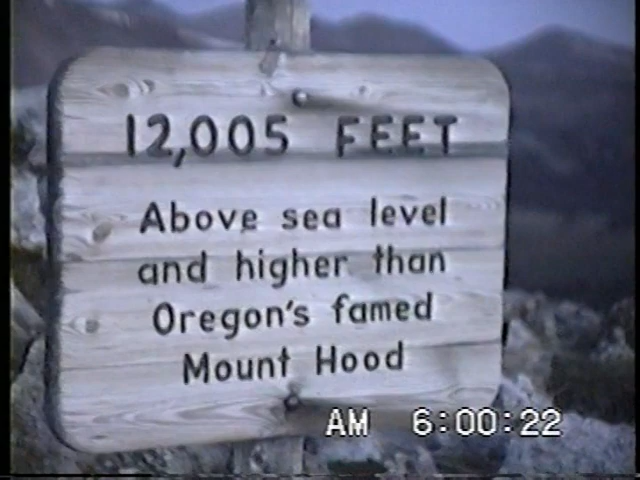 12,005 FEET
Above sea level
and higher than
Oregon's famed
Mount Hood
AM 6:00:22